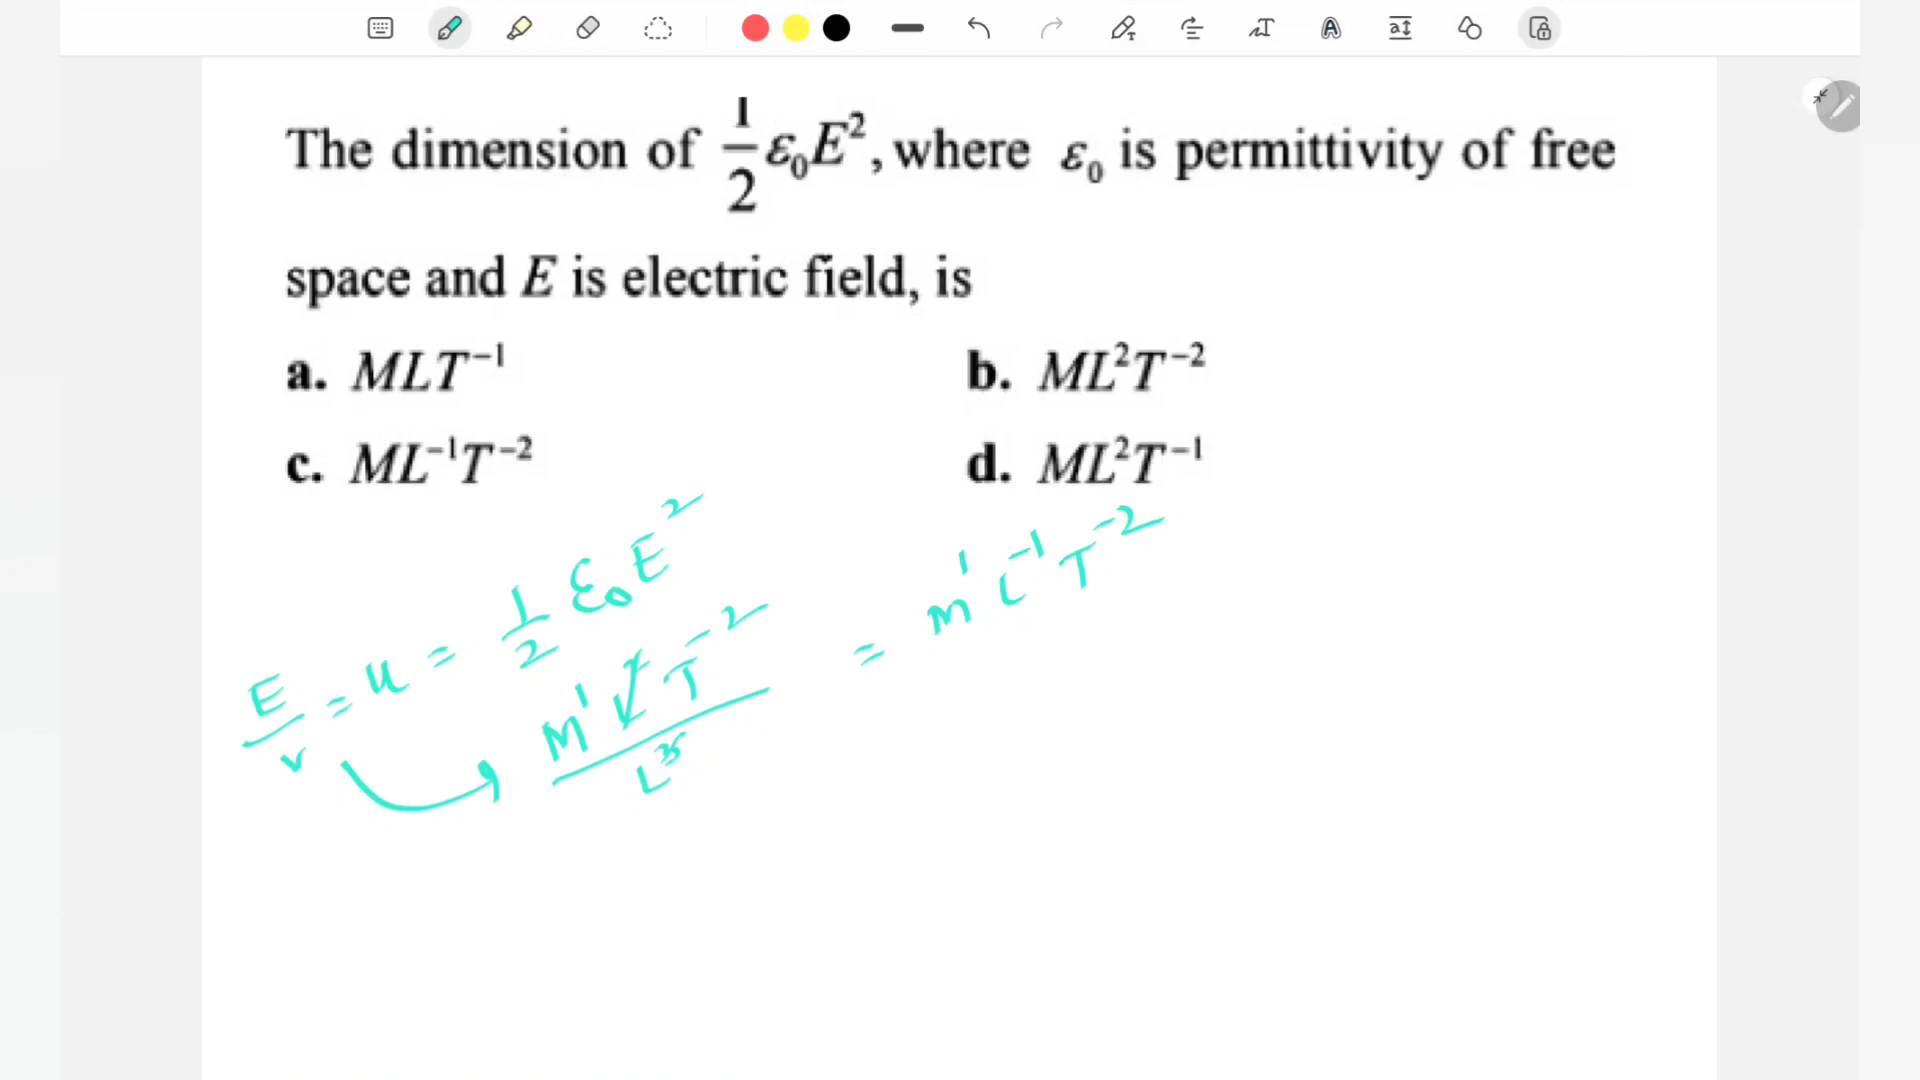 The dimension of 1/2 ε₀E², where ε₀ is permittivity of free
space and E is electric field, is
a. MLT⁻¹ b. ML²T⁻²
c. ML⁻¹T⁻² d. ML²T⁻¹
E/v = u = 1/2 ε₀E²
M¹L²T⁻²/L³ = M¹L⁻¹T⁻²